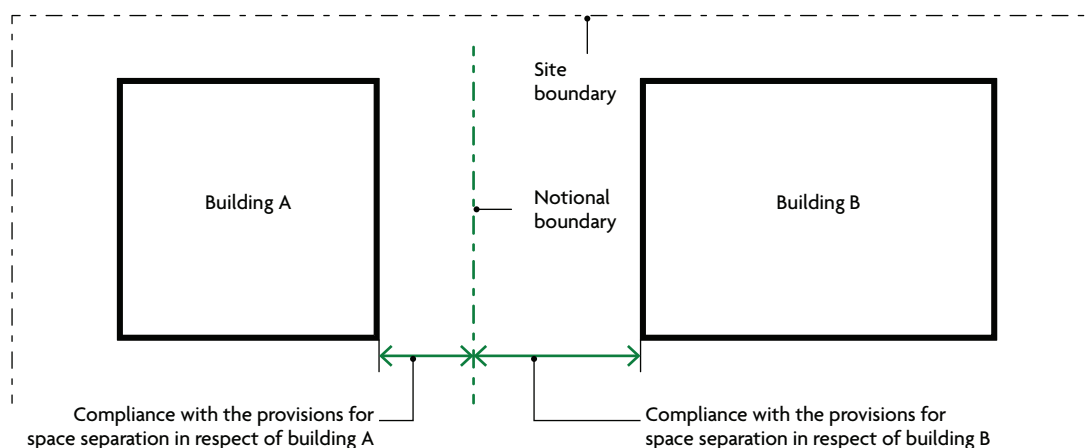 Site
boundary
Building A
Notional
boundary
Building B
Compliance with the provisions for
space separation in respect of building A
Compliance with the provisions for
space separation in respect of building B